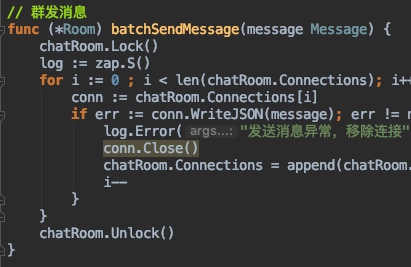 // 群发消息
func (*Room) batchSendMessage(message Message) {
chatRoom.Lock()
log := zap.S()
for i := 0 ; i < len(chatRoom.Connections); i++
conn := chatRoom.Connections[i]
if err := conn.WriteJSON(message); err != n
log.Error( args...: "发送消息异常，移除连接"
conn.Close()
chatRoom.Connections = append(chatRoom.
i--
}
}
chatRoom.Unlock()
}